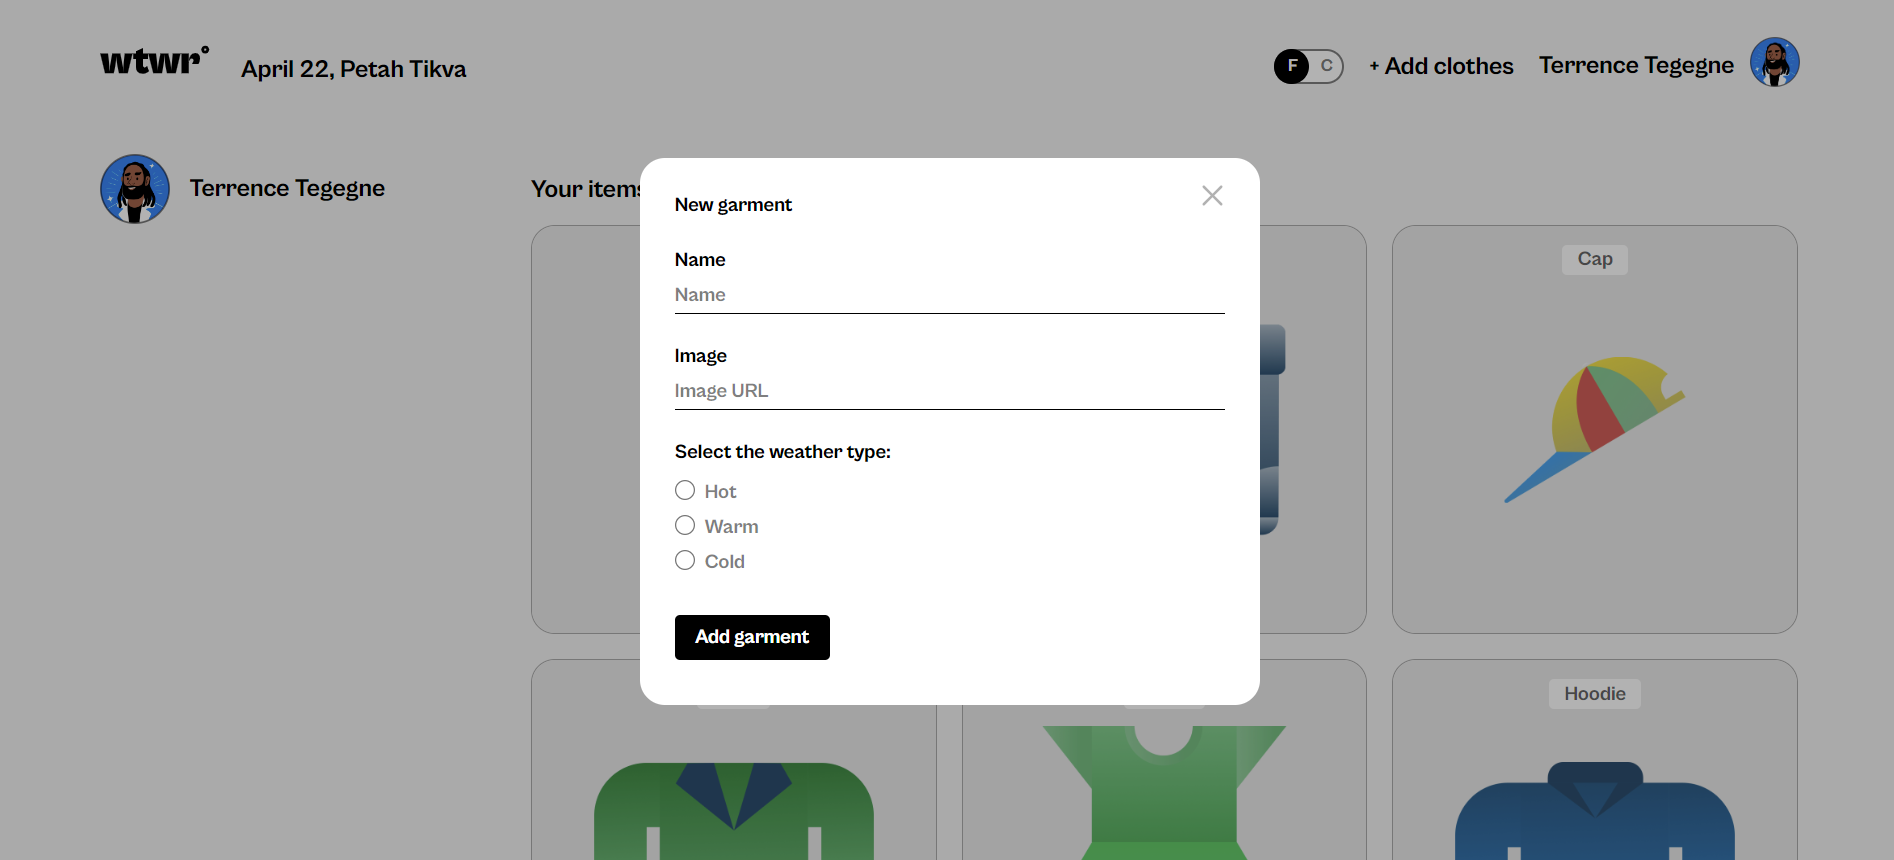 wtwr°
April 22, Petah Tikva
F C
+ Add clothes
Terrence Tegegne
Terrence Tegegne
Your items
New garment
Name
Name
Image
Image URL
Select the weather type:
Hot
Warm
Cold
Add garment
Cap
Hoodie